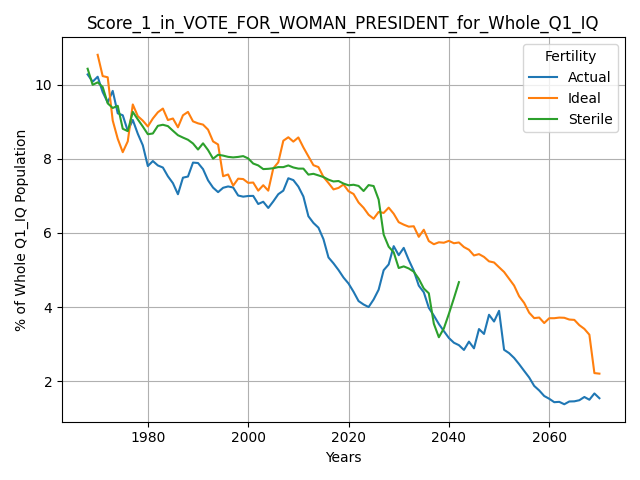 Score_1_in_VOTE_FOR_WOMAN_PRESIDENT_for_Whole_Q1_IQ
Fertility
Actual
Ideal
Sterile
10
8
6
4
2
% of Whole Q1_IQ Population
1980
2000
2020
2040
2060
Years